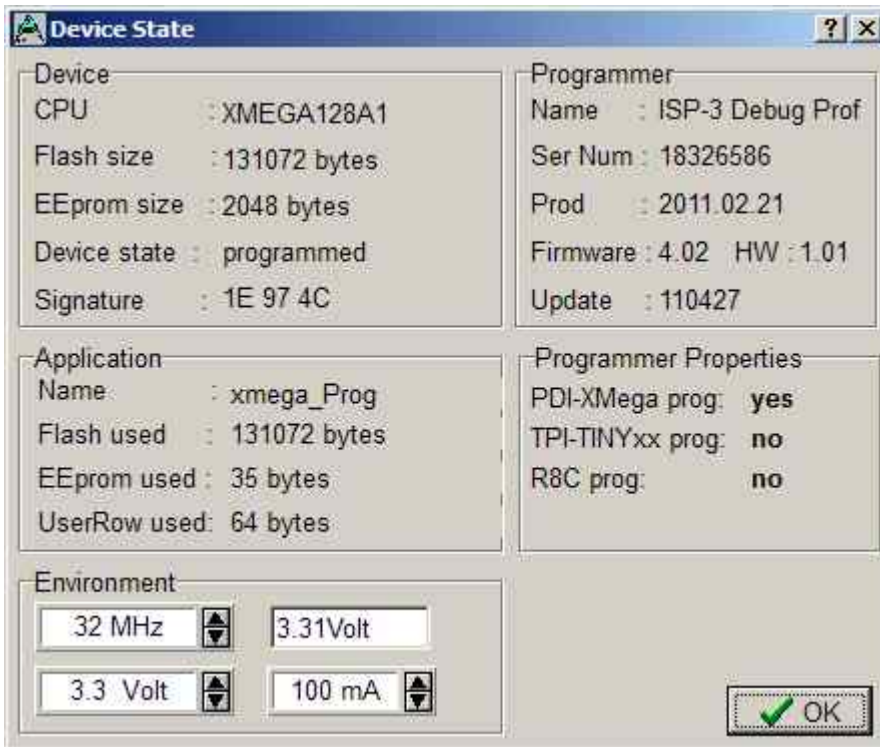 Device State
Device
CPU : XMEGA128A1
Flash size : 131072 bytes
EEprom size : 2048 bytes
Device state : programmed
Signature : 1E 97 4C
Programmer
Name : ISP-3 Debug Prof
Ser Num : 18326586
Prod : 2011.02.21
Firmware : 4.02 HW : 1.01
Update : 110427
Application
Name : xmega_Prog
Flash used : 131072 bytes
EEprom used : 35 bytes
UserRow used: 64 bytes
Programmer Properties
PDI-XMega prog: yes
TPI-TINYxx prog: no
R8C prog: no
Environment
32 MHz 3.31Volt
3.3 Volt 100 mA
OK